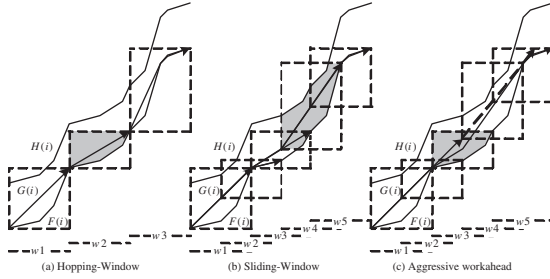 H(i)
G(i)
F(i)
w1
w2
w3
(a) Hopping-Window
H(i)
G(i)
F(i)
w1
w2
w3
w4
w5
(b) Sliding-Window
H(i)
G(i)
F(i)
w1
w2
w3
w4
w5
(c) Aggressive workahead